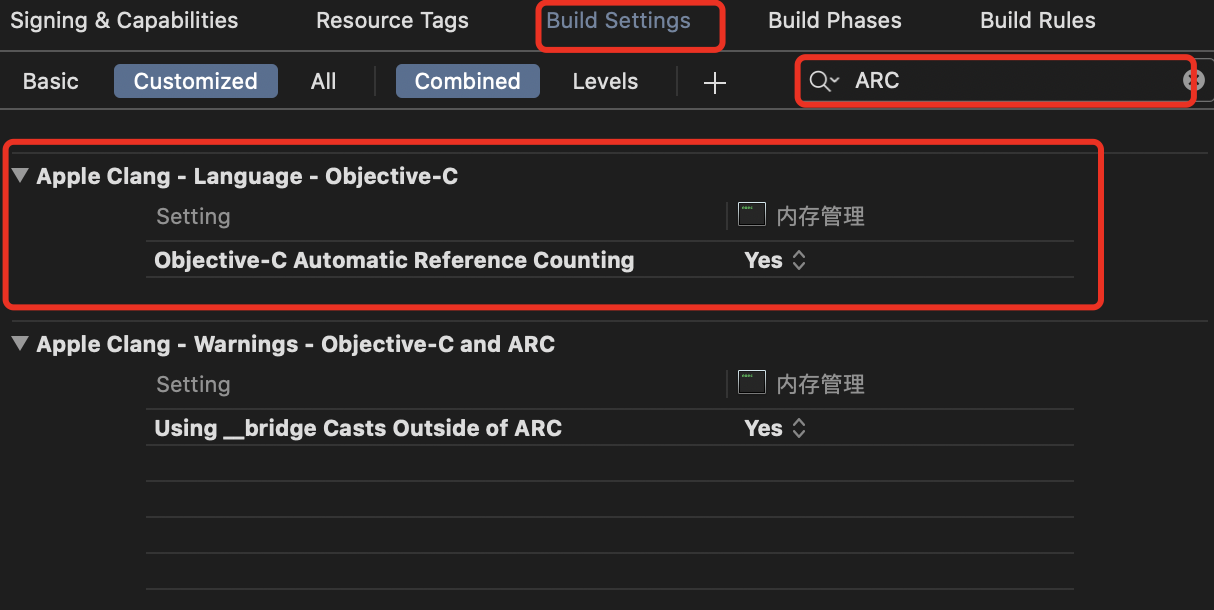 Signing & Capabilities Resource Tags Build Settings Build Phases Build Rules
Basic Customized All Combined Levels + ARC
Apple Clang - Language - Objective-C
Setting 内存管理
Objective-C Automatic Reference Counting Yes
Apple Clang - Warnings - Objective-C and ARC
Setting 内存管理
Using __bridge Casts Outside of ARC Yes